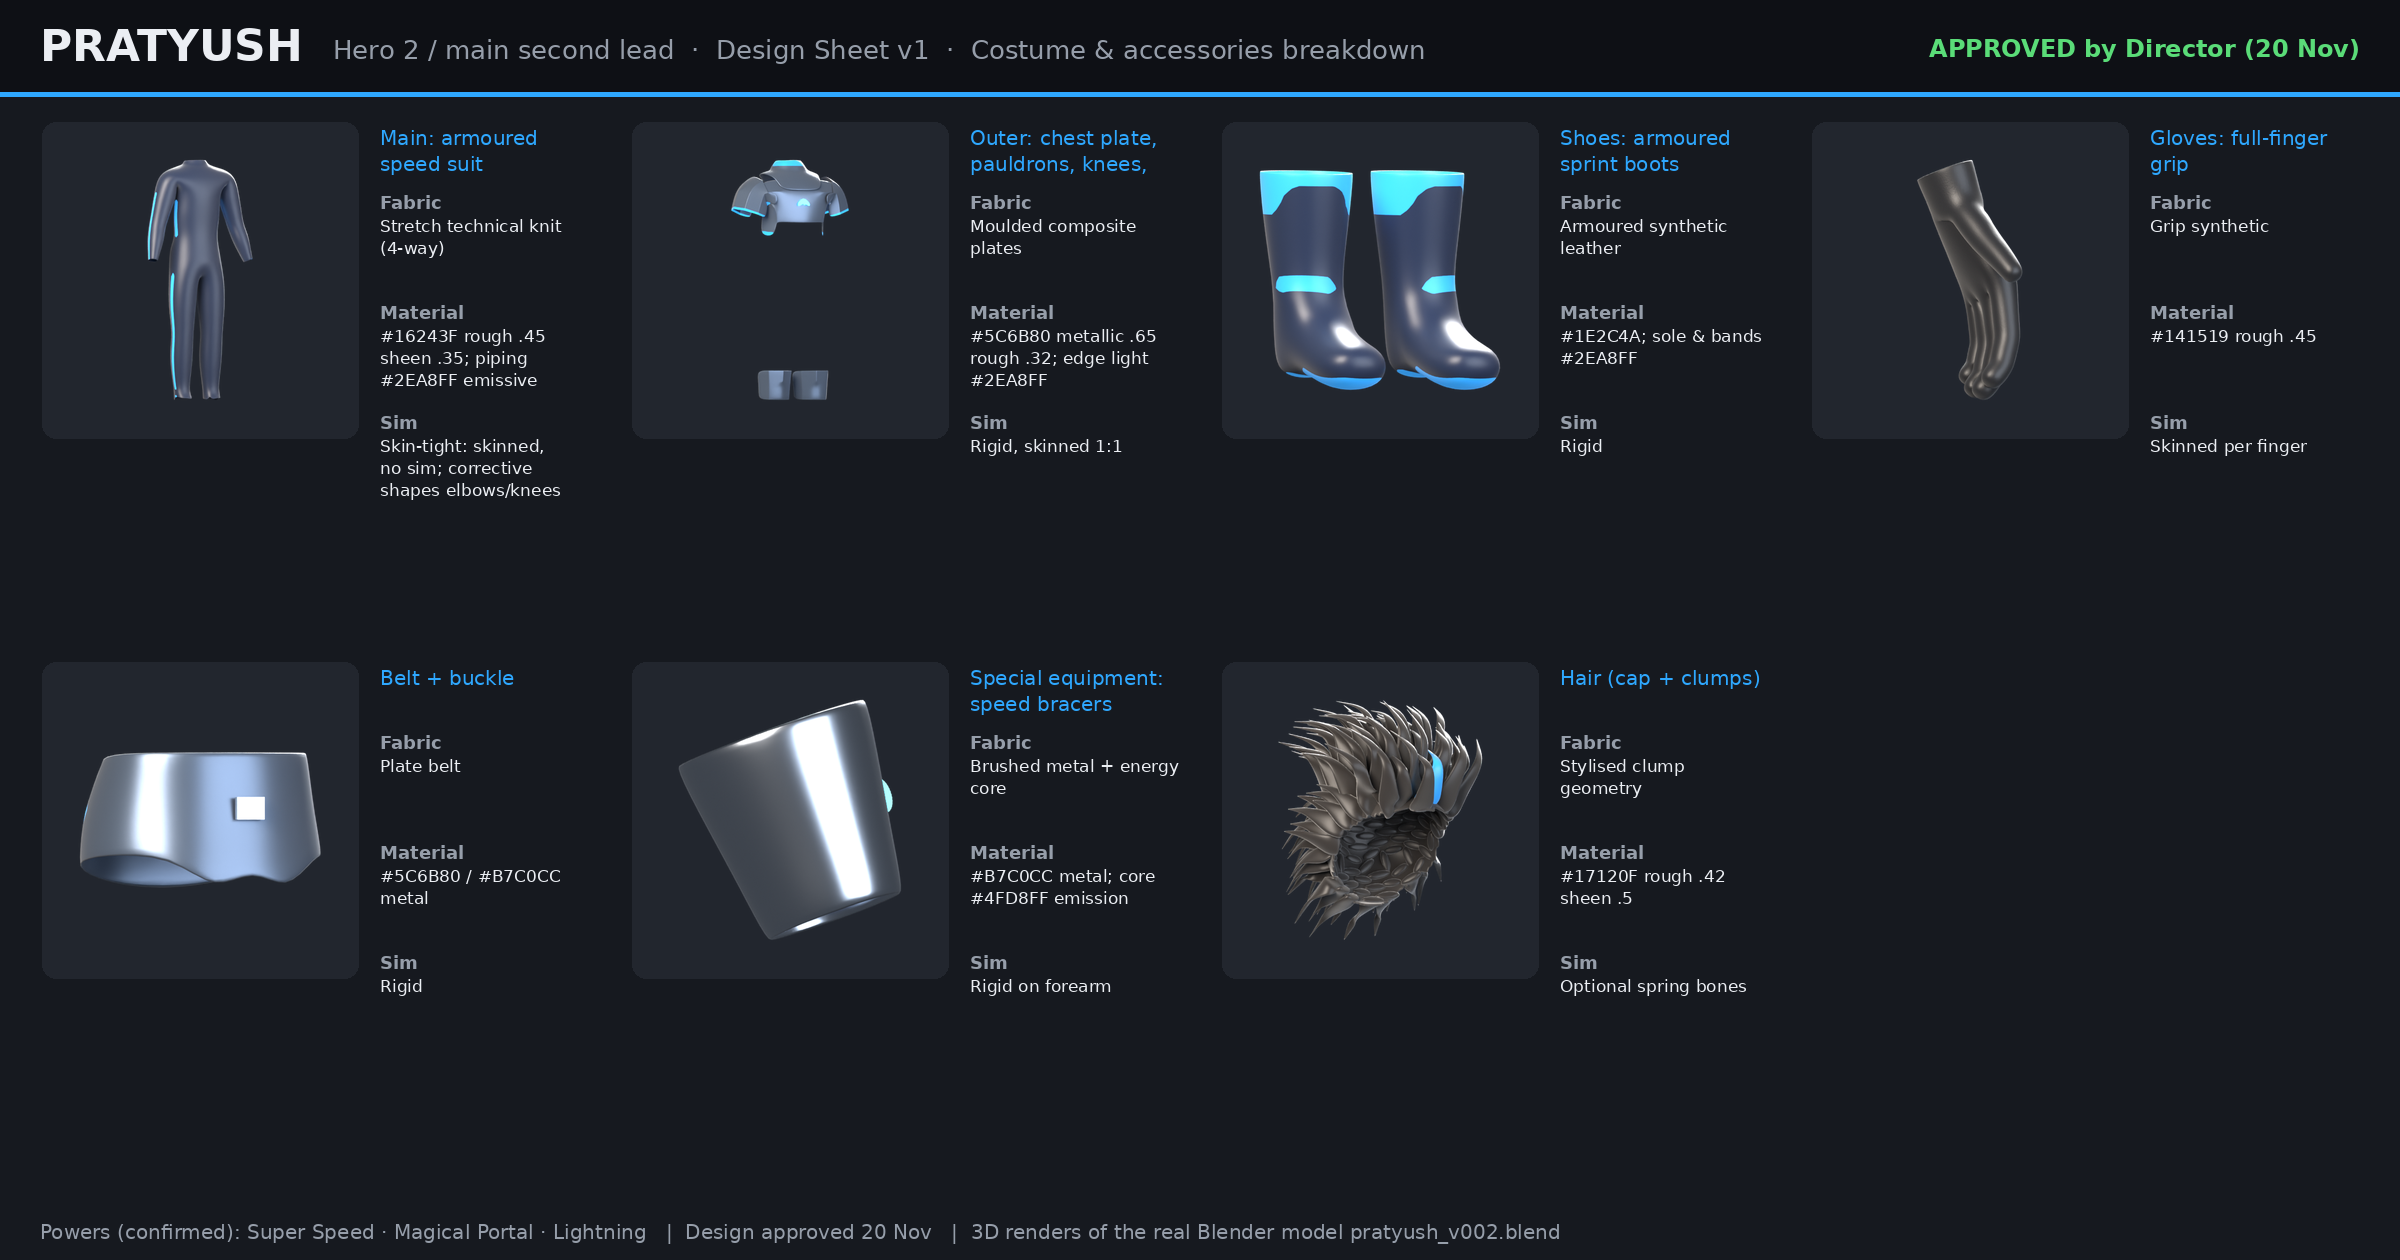 PRATYUSH
Hero 2 / main second lead · Design Sheet v1 · Costume & accessories breakdown
APPROVED by Director (20 Nov)
Main: armoured
speed suit
Fabric
Stretch technical knit
(4-way)
Material
#16243F rough .45
sheen .35; piping
#2EA8FF emissive
Sim
Skin-tight: skinned,
no sim; corrective
shapes elbows/knees
Outer: chest plate,
pauldrons, knees,
Fabric
Moulded composite
plates
Material
#5C6B80 metallic .65
rough .32; edge light
#2EA8FF
Sim
Rigid, skinned 1:1
Shoes: armoured
sprint boots
Fabric
Armoured synthetic
leather
Material
#1E2C4A; sole & bands
#2EA8FF
Sim
Rigid
Gloves: full-finger
grip
Fabric
Grip synthetic
Material
#141519 rough .45
Sim
Skinned per finger
Belt + buckle
Fabric
Plate belt
Material
#5C6B80 / #B7C0CC
metal
Sim
Rigid
Special equipment:
speed bracers
Fabric
Brushed metal + energy
core
Material
#B7C0CC metal; core
#4FD8FF emission
Sim
Rigid on forearm
Hair (cap + clumps)
Fabric
Stylised clump
geometry
Material
#17120F rough .42
sheen .5
Sim
Optional spring bones
Powers (confirmed): Super Speed · Magical Portal · Lightning | Design approved 20 Nov | 3D renders of the real Blender model pratyush_v002.blend